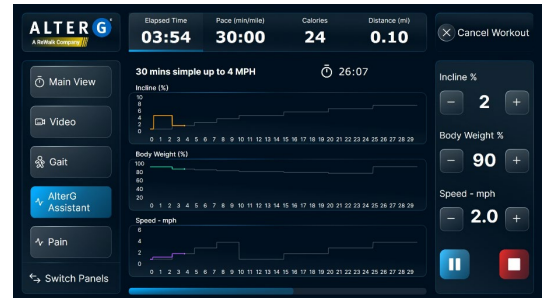 ALTER G
A ReWalk Company
Elapsed Time
03:54
Pace (min/mile)
30:00
Calories
24
Distance (mi)
0.10
Cancel Workout
Main View
Video
Gait
AlterG
Assistant
Pain
Switch Panels
30 mins simple up to 4 MPH
26:07
Incline (%)
10
8
6
4
2
0
0 1 2 3 4 5 6 7 8 9 10 11 12 13 14 15 16 17 18 19 20 21 22 23 24 25 26 27 28 29
Body Weight (%)
100
80
60
40
20
0 1 2 3 4 5 6 7 8 9 10 11 12 13 14 15 16 17 18 19 20 21 22 23 24 25 26 27 28 29
Speed - mph
6
4
2
0
0 1 2 3 4 5 6 7 8 9 10 11 12 13 14 15 16 17 18 19 20 21 22 23 24 25 26 27 28 29
Incline %
− 2 +
Body Weight %
− 90 +
Speed - mph
− 2.0 +